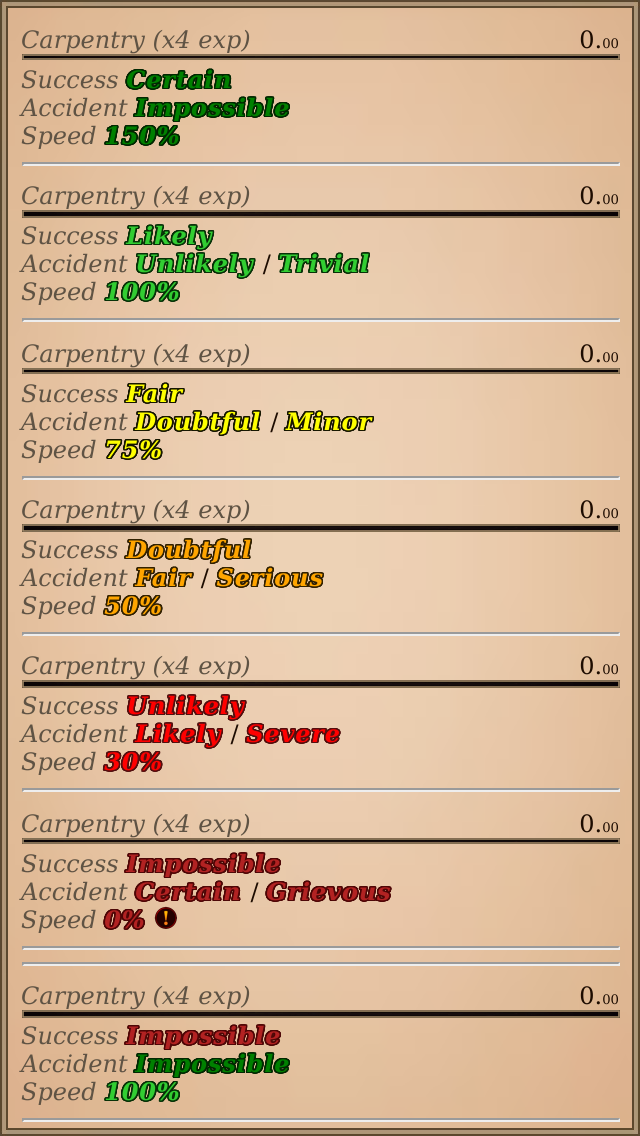 Carpentry (x4 exp) 0.00
Success Certain
Accident Impossible
Speed 150%
Carpentry (x4 exp) 0.00
Success Likely
Accident Unlikely / Trivial
Speed 100%
Carpentry (x4 exp) 0.00
Success Fair
Accident Doubtful / Minor
Speed 75%
Carpentry (x4 exp) 0.00
Success Doubtful
Accident Fair / Serious
Speed 50%
Carpentry (x4 exp) 0.00
Success Unlikely
Accident Likely / Severe
Speed 30%
Carpentry (x4 exp) 0.00
Success Impossible
Accident Certain / Grievous
Speed 0% !
Carpentry (x4 exp) 0.00
Success Impossible
Accident Impossible
Speed 100%